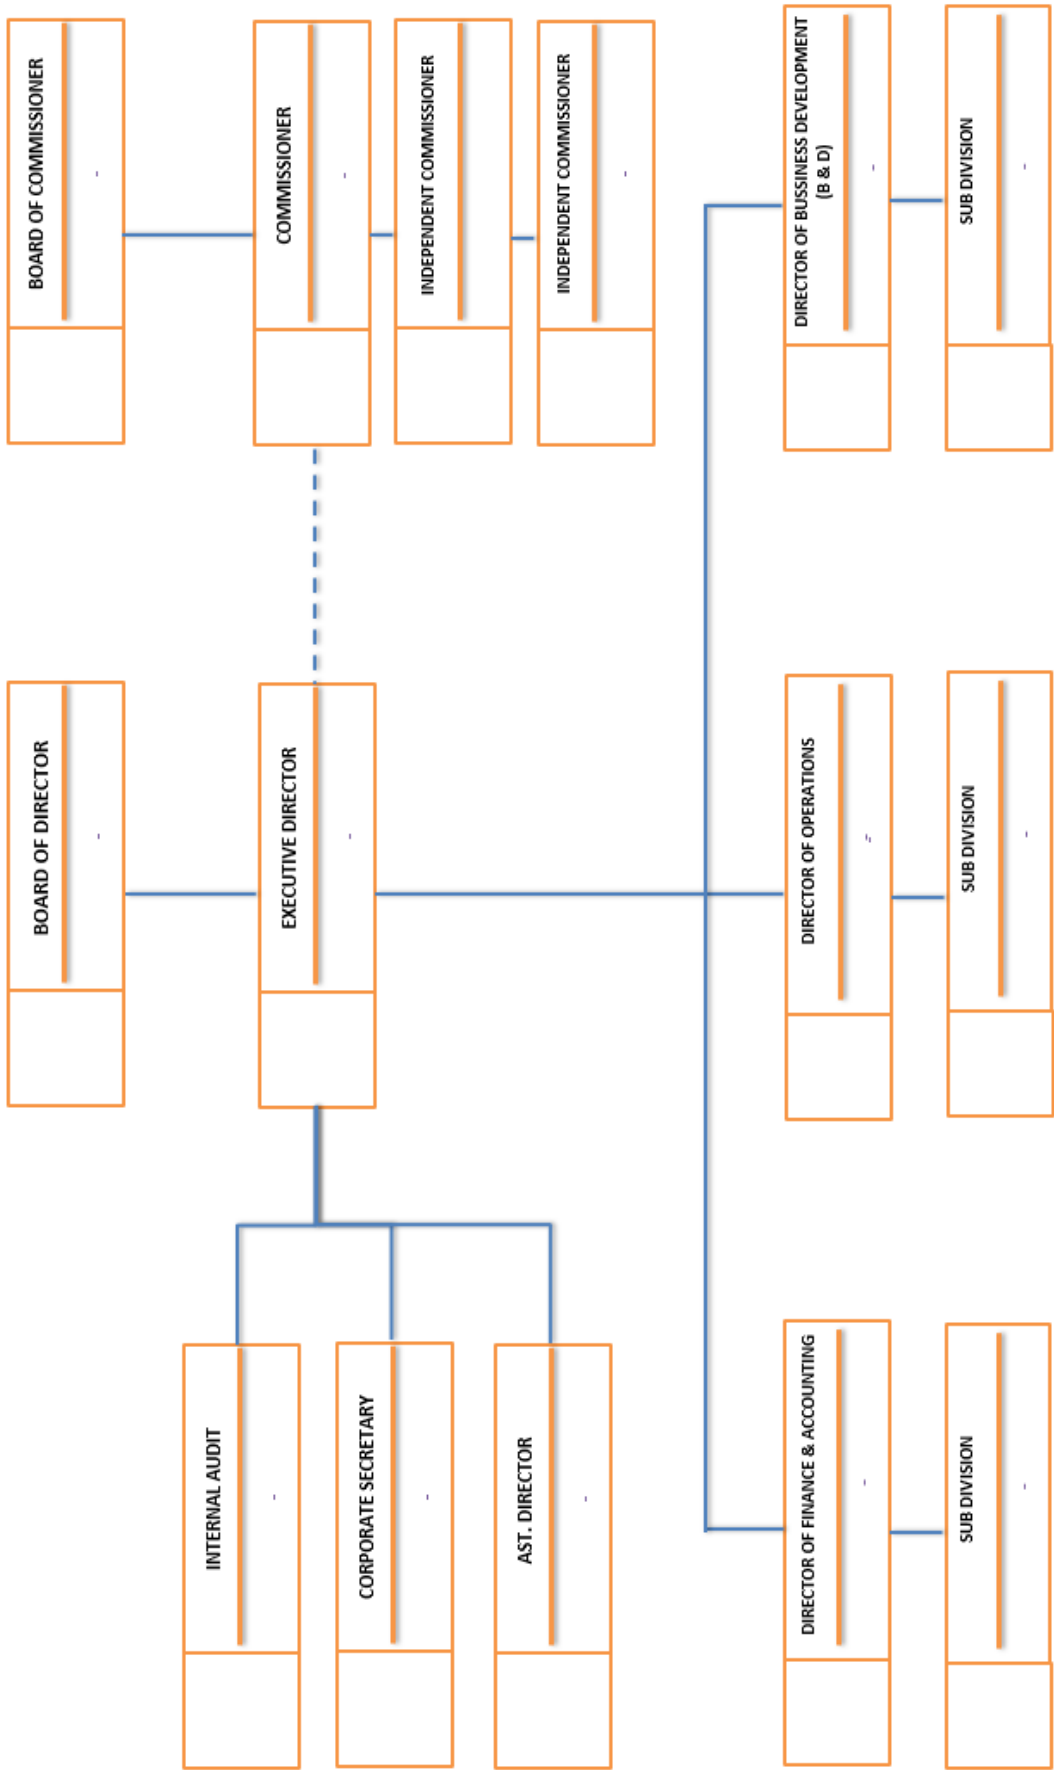 BOARD OF DIRECTOR
-
BOARD OF COMMISSIONER
-
INTERNAL AUDIT
-
EXECUTIVE DIRECTOR
-
COMMISSIONER
-
CORPORATE SECRETARY
-
INDEPENDENT COMMISSIONER
-
AST. DIRECTOR
-
INDEPENDENT COMMISSIONER
-
DIRECTOR OF FINANCE & ACCOUNTING
-
DIRECTOR OF OPERATIONS
DIRECTOR OF BUSSINESS DEVELOPMENT
(B & D)
-
SUB DIVISION
-
SUB DIVISION
-
SUB DIVISION
-